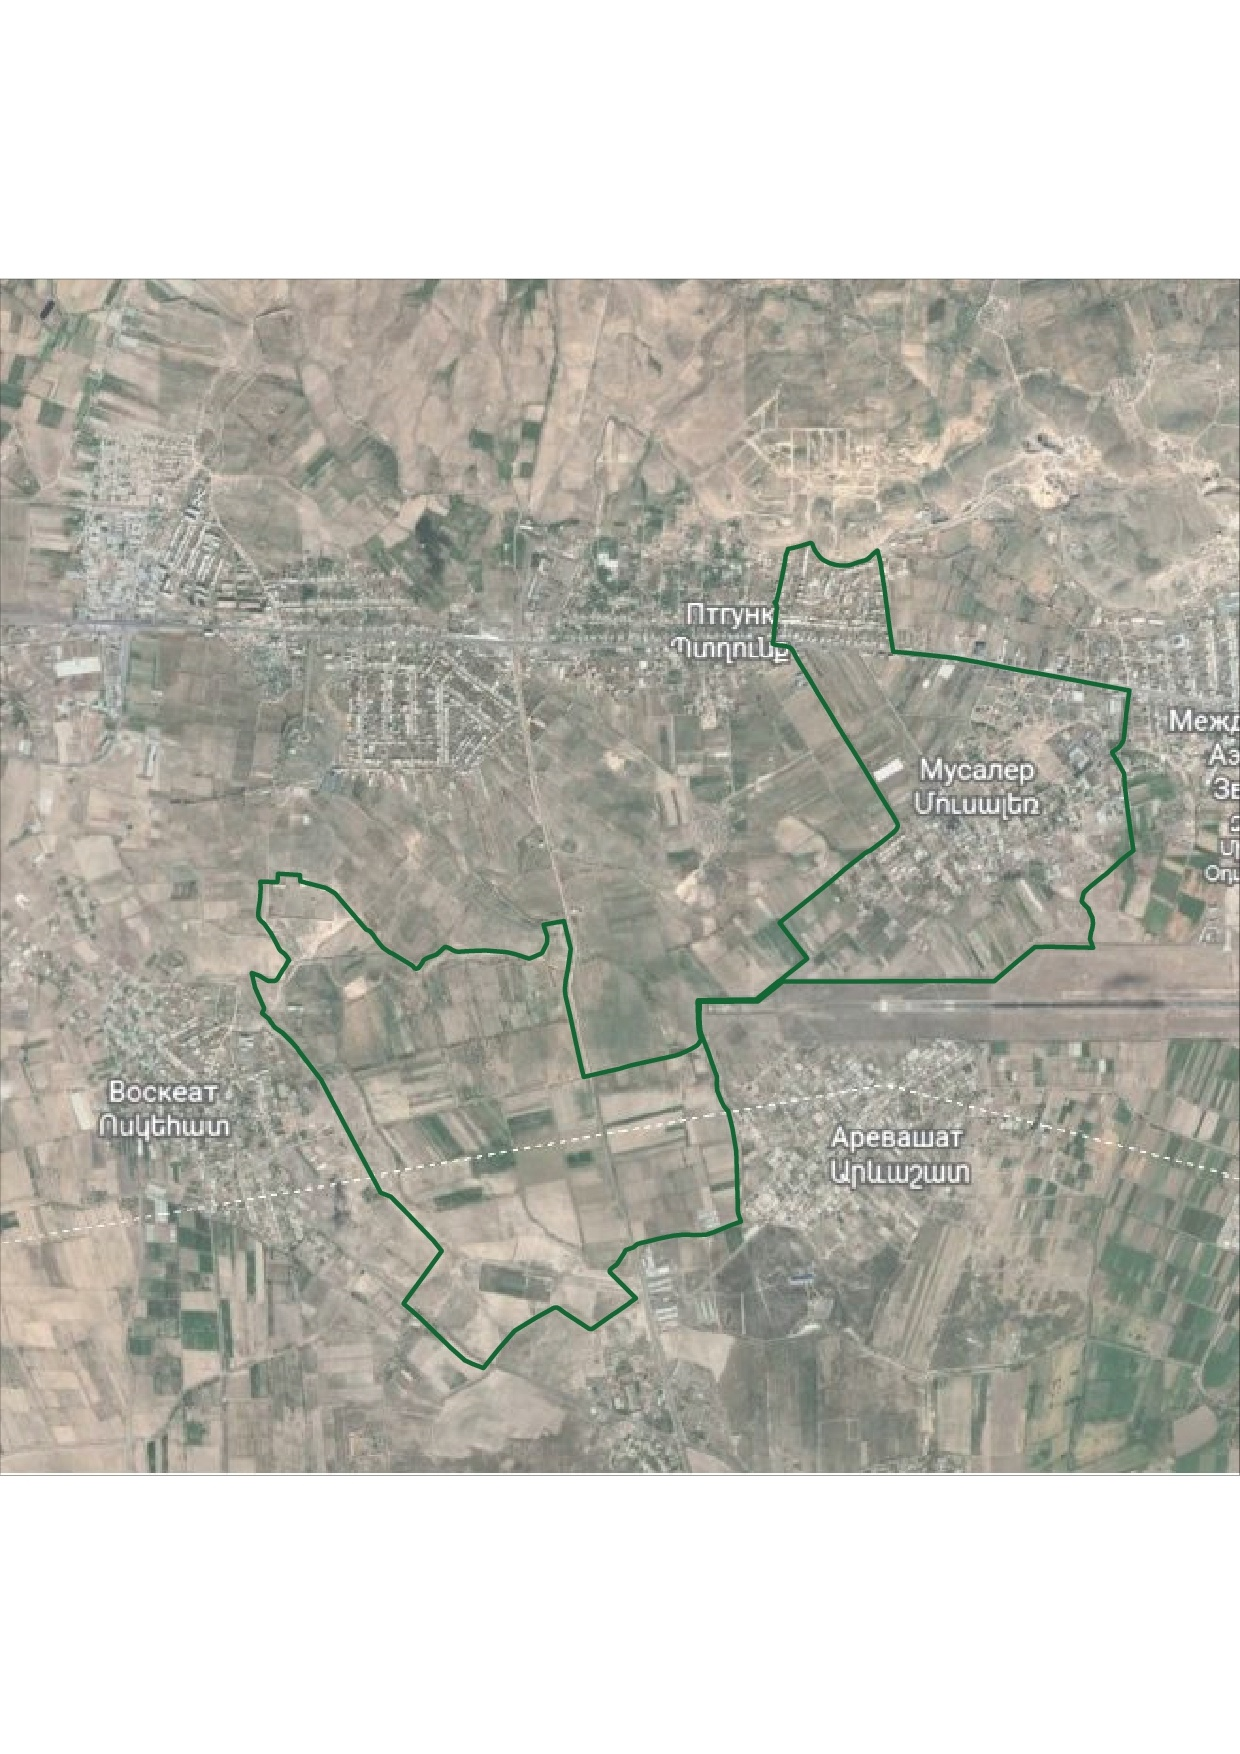 Птгунк
Պտղունք
Мусалер
Մուսալեռ
Воскеат
Ոսկեհատ
Аревашат
Արևաշատ